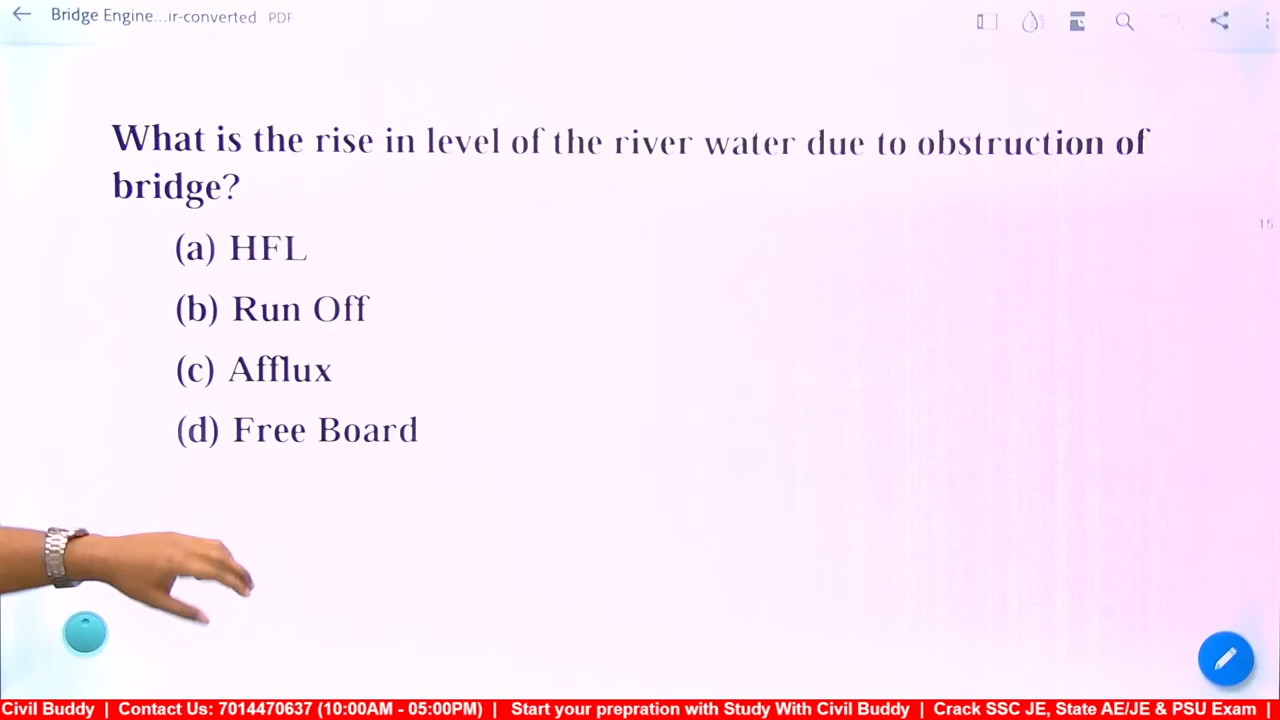 Bridge Engine...ir-converted PDF
What is the rise in level of the river water due to obstruction of
bridge?
15
(a) HFL
(b) Run Off
(c) Afflux
(d) Free Board
Civil Buddy | Contact Us: 7014470637 (10:00AM - 05:00PM) | Start your prepration with Study With Civil Buddy | Crack SSC JE, State AE/JE & PSU Exam |